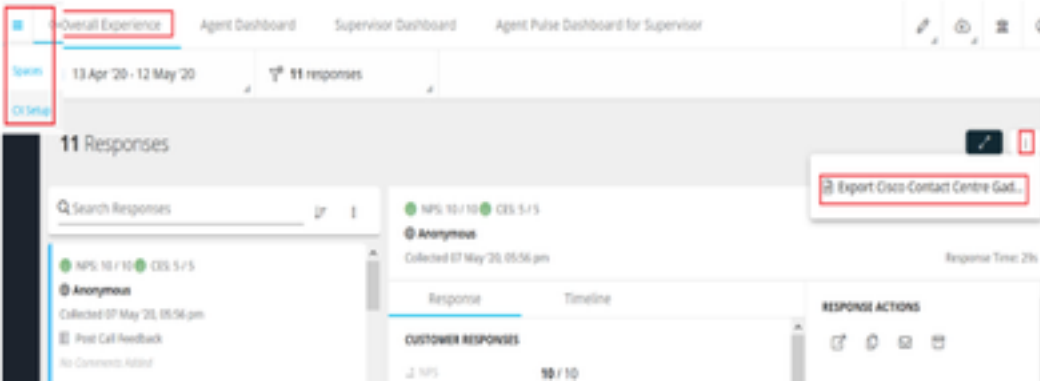 Overall Experience Agent Dashboard Supervisor Dashboard Agent Pulse Dashboard for Supervisor
Spaces 13 Apr '20 - 12 May '20 11 responses
CX Setup
11 Responses
Export Cisco Contact Centre Gad...
Search Responses
NPS: 10 / 10 CES: 5 / 5
Anonymous
Collected 07 May '20, 05:56 pm
Post Call Feedback
No Comments Added
NPS: 10 / 10 CES: 5 / 5
Anonymous
Collected 07 May '20, 05:56 pm Response Time: 29s
Response Timeline
CUSTOMER RESPONSES
NPS 10 / 10
RESPONSE ACTIONS